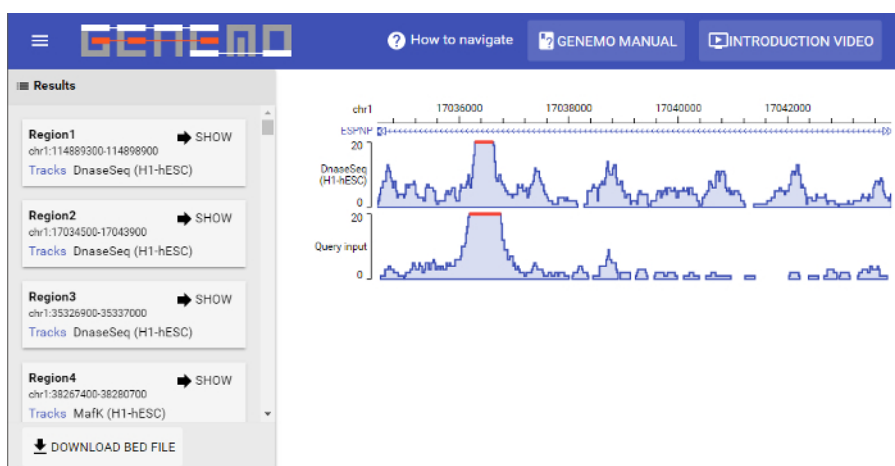 GENEMO
How to navigate
GENEMO MANUAL
INTRODUCTION VIDEO
Results
Region1
SHOW
chr1:114889300-114898900
Tracks DnaseSeq (H1-hESC)
Region2
SHOW
chr1:17034500-17043900
Tracks DnaseSeq (H1-hESC)
Region3
SHOW
chr1:35326900-35337000
Tracks DnaseSeq (H1-hESC)
Region4
SHOW
chr1:38267400-38280700
Tracks MafK (H1-hESC)
DOWNLOAD BED FILE
chr1 17036000 17038000 17040000 17042000
ESPNP
20
DnaseSeq
(H1-hESC)
0
20
Query input
0